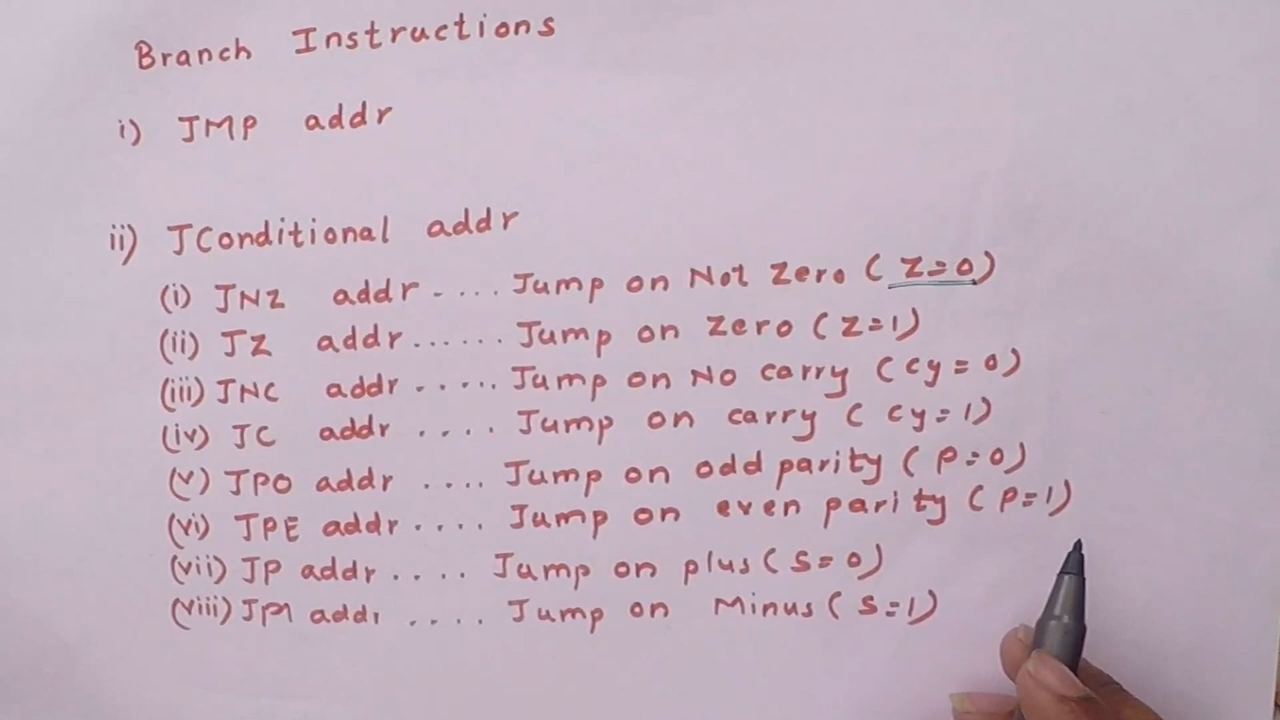 Branch Instructions
i) JMP addr
ii) JConditional addr
(i) JNZ addr .... Jump on Not Zero ( Z=0)
(ii) JZ addr ...... Jump on Zero ( Z=1)
(iii) JNC addr ..... Jump on No carry ( cy = 0)
(iv) JC addr .... Jump on carry ( cy=1)
(v) JPO addr .... Jump on odd parity ( P=0)
(vi) JPE addr .... Jump on even parity ( P=1)
(vii) JP addr .... Jump on plus ( S=0)
(viii) JM addr .... Jump on Minus ( S=1)